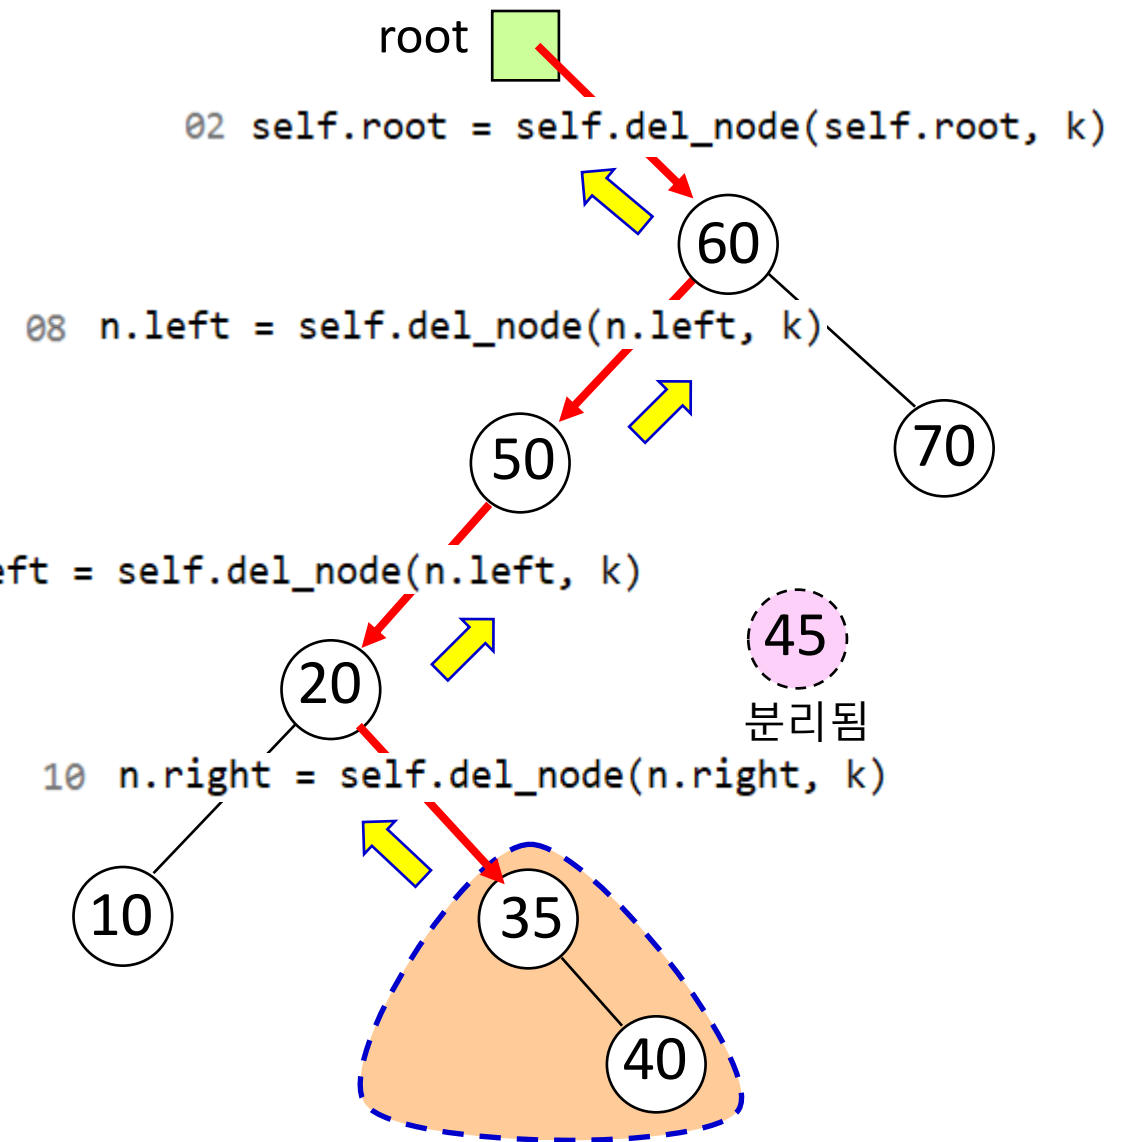 root
02 self.root = self.del_node(self.root, k)
60
08 n.left = self.del_node(n.left, k)
50
70
eft = self.del_node(n.left, k)
20
45
분리됨
10 n.right = self.del_node(n.right, k)
10
35
40